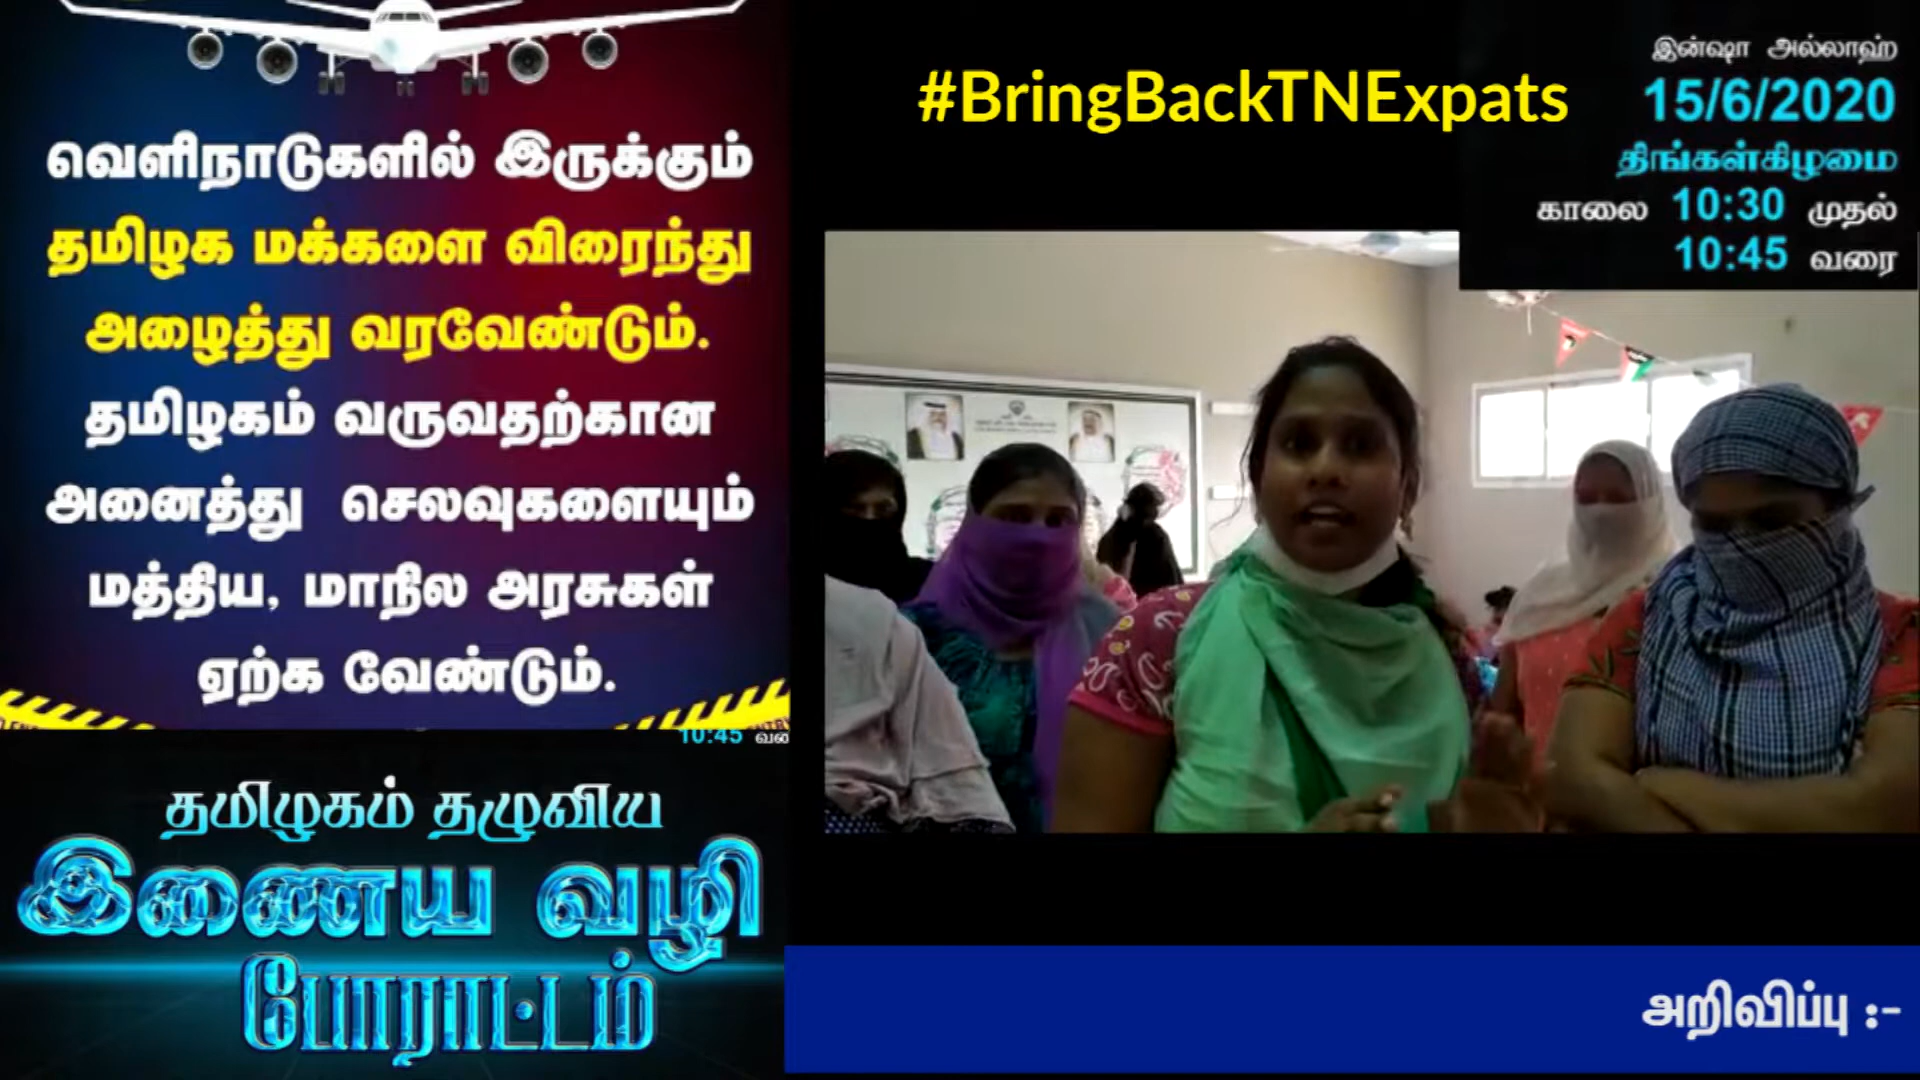 வெளிநாடுகளில் இருக்கும்
தமிழக மக்களை விரைந்து
அழைத்து வரவேண்டும்.
தமிழகம் வருவதற்கான
அனைத்து செலவுகளையும்
மத்திய, மாநில அரசுகள்
ஏற்க வேண்டும்.
10:45
தமிழகம் தழுவிய
இணைய வழி
போராட்டம்
#BringBackTNExpats
இன்ஷா அல்லாஹ்
15/6/2020
திங்கள்கிழமை
காலை 10:30 முதல்
10:45 வரை
அறிவிப்பு :-